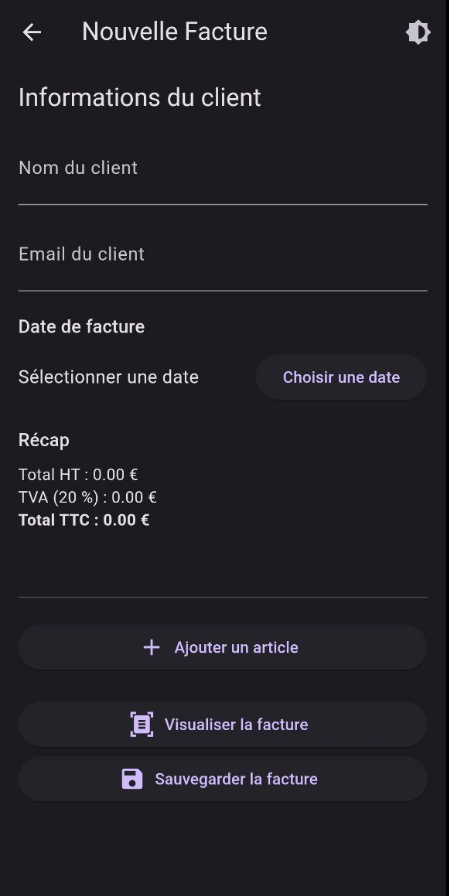 Nouvelle Facture
Informations du client
Nom du client
Email du client
Date de facture
Sélectionner une date
Choisir une date
Récap
Total HT : 0.00 €
TVA (20 %) : 0.00 €
Total TTC : 0.00 €
Ajouter un article
Visualiser la facture
Sauvegarder la facture